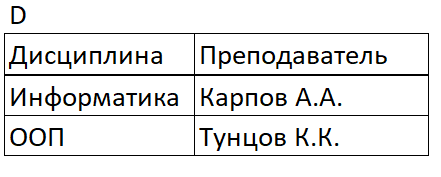 D
Дисциплина Преподаватель
Информатика Карпов А.А.
ООП Тунцов К.К.